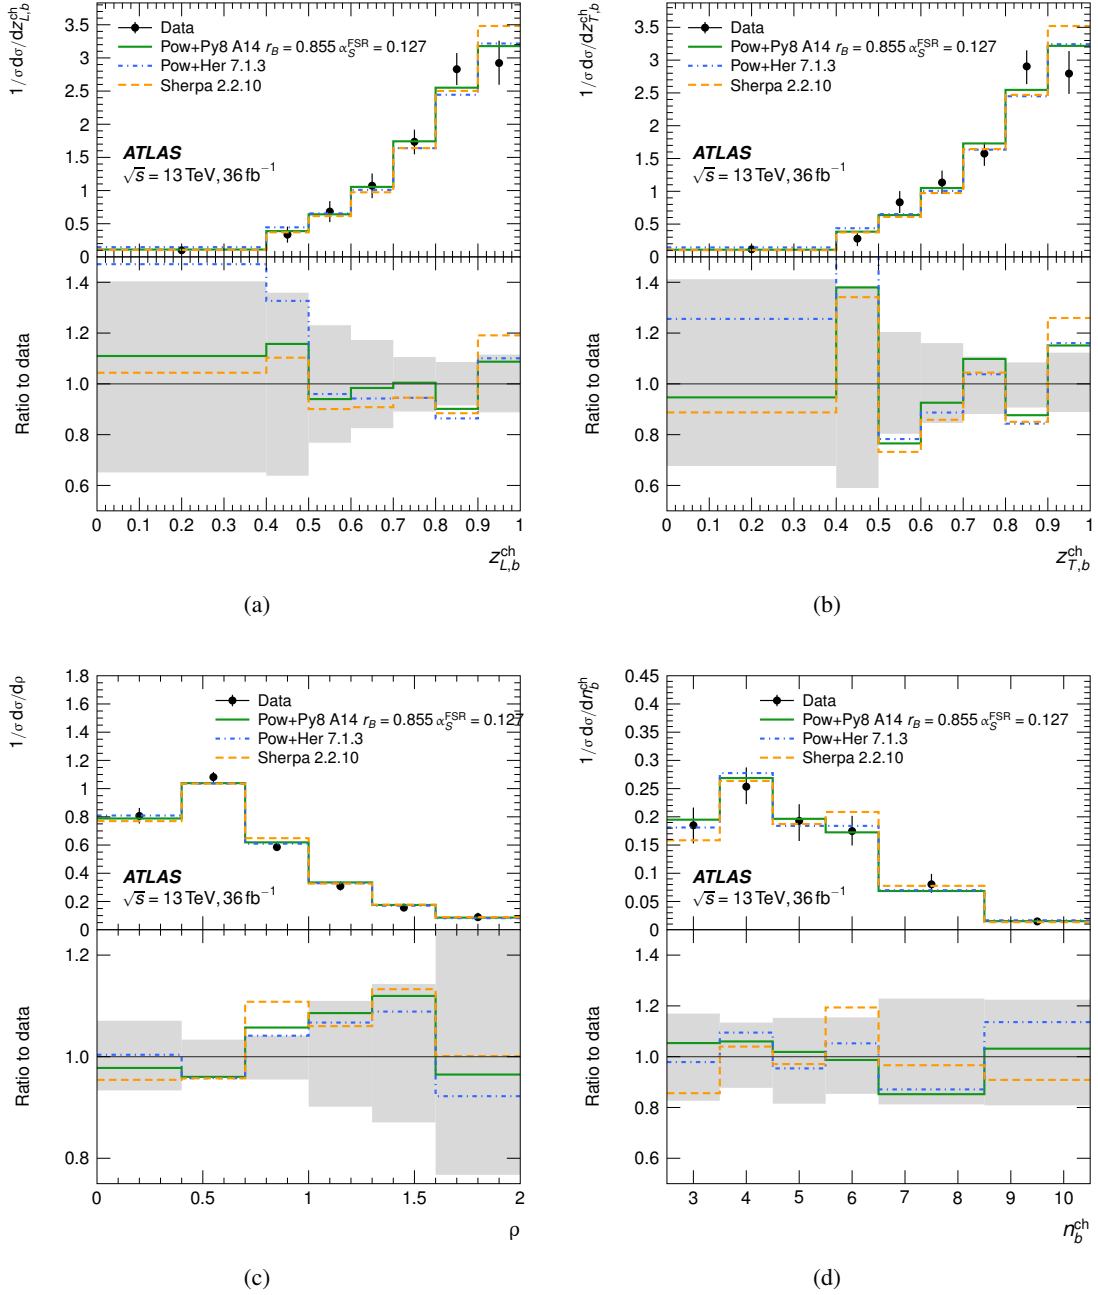 1/σ dσ/dz_{L,b}^{ch}
3.5
3
2.5
2
1.5
1
0.5
0
Data
Pow+Py8 A14 r_B = 0.855 α_S^{FSR} = 0.127
Pow+Her 7.1.3
Sherpa 2.2.10
ATLAS
√s = 13 TeV, 36 fb⁻¹
Ratio to data
1.4
1.2
1.0
0.8
0.6
0 0.1 0.2 0.3 0.4 0.5 0.6 0.7 0.8 0.9 1
z_{L,b}^{ch}
(a)
1/σ dσ/dz_{T,b}^{ch}
3.5
3
2.5
2
1.5
1
0.5
0
Data
Pow+Py8 A14 r_B = 0.855 α_S^{FSR} = 0.127
Pow+Her 7.1.3
Sherpa 2.2.10
ATLAS
√s = 13 TeV, 36 fb⁻¹
Ratio to data
1.4
1.2
1.0
0.8
0.6
0 0.1 0.2 0.3 0.4 0.5 0.6 0.7 0.8 0.9 1
z_{T,b}^{ch}
(b)
1/σ dσ/dρ
1.8
1.6
1.4
1.2
1
0.8
0.6
0.4
0.2
0
Data
Pow+Py8 A14 r_B = 0.855 α_S^{FSR} = 0.127
Pow+Her 7.1.3
Sherpa 2.2.10
ATLAS
√s = 13 TeV, 36 fb⁻¹
Ratio to data
1.2
1.0
0.8
0 0.5 1 1.5 2
ρ
(c)
1/σ dσ/dn_b^{ch}
0.45
0.4
0.35
0.3
0.25
0.2
0.15
0.1
0.05
0
Data
Pow+Py8 A14 r_B = 0.855 α_S^{FSR} = 0.127
Pow+Her 7.1.3
Sherpa 2.2.10
ATLAS
√s = 13 TeV, 36 fb⁻¹
Ratio to data
1.4
1.2
1.0
0.8
0.6
3 4 5 6 7 8 9 10
n_b^{ch}
(d)